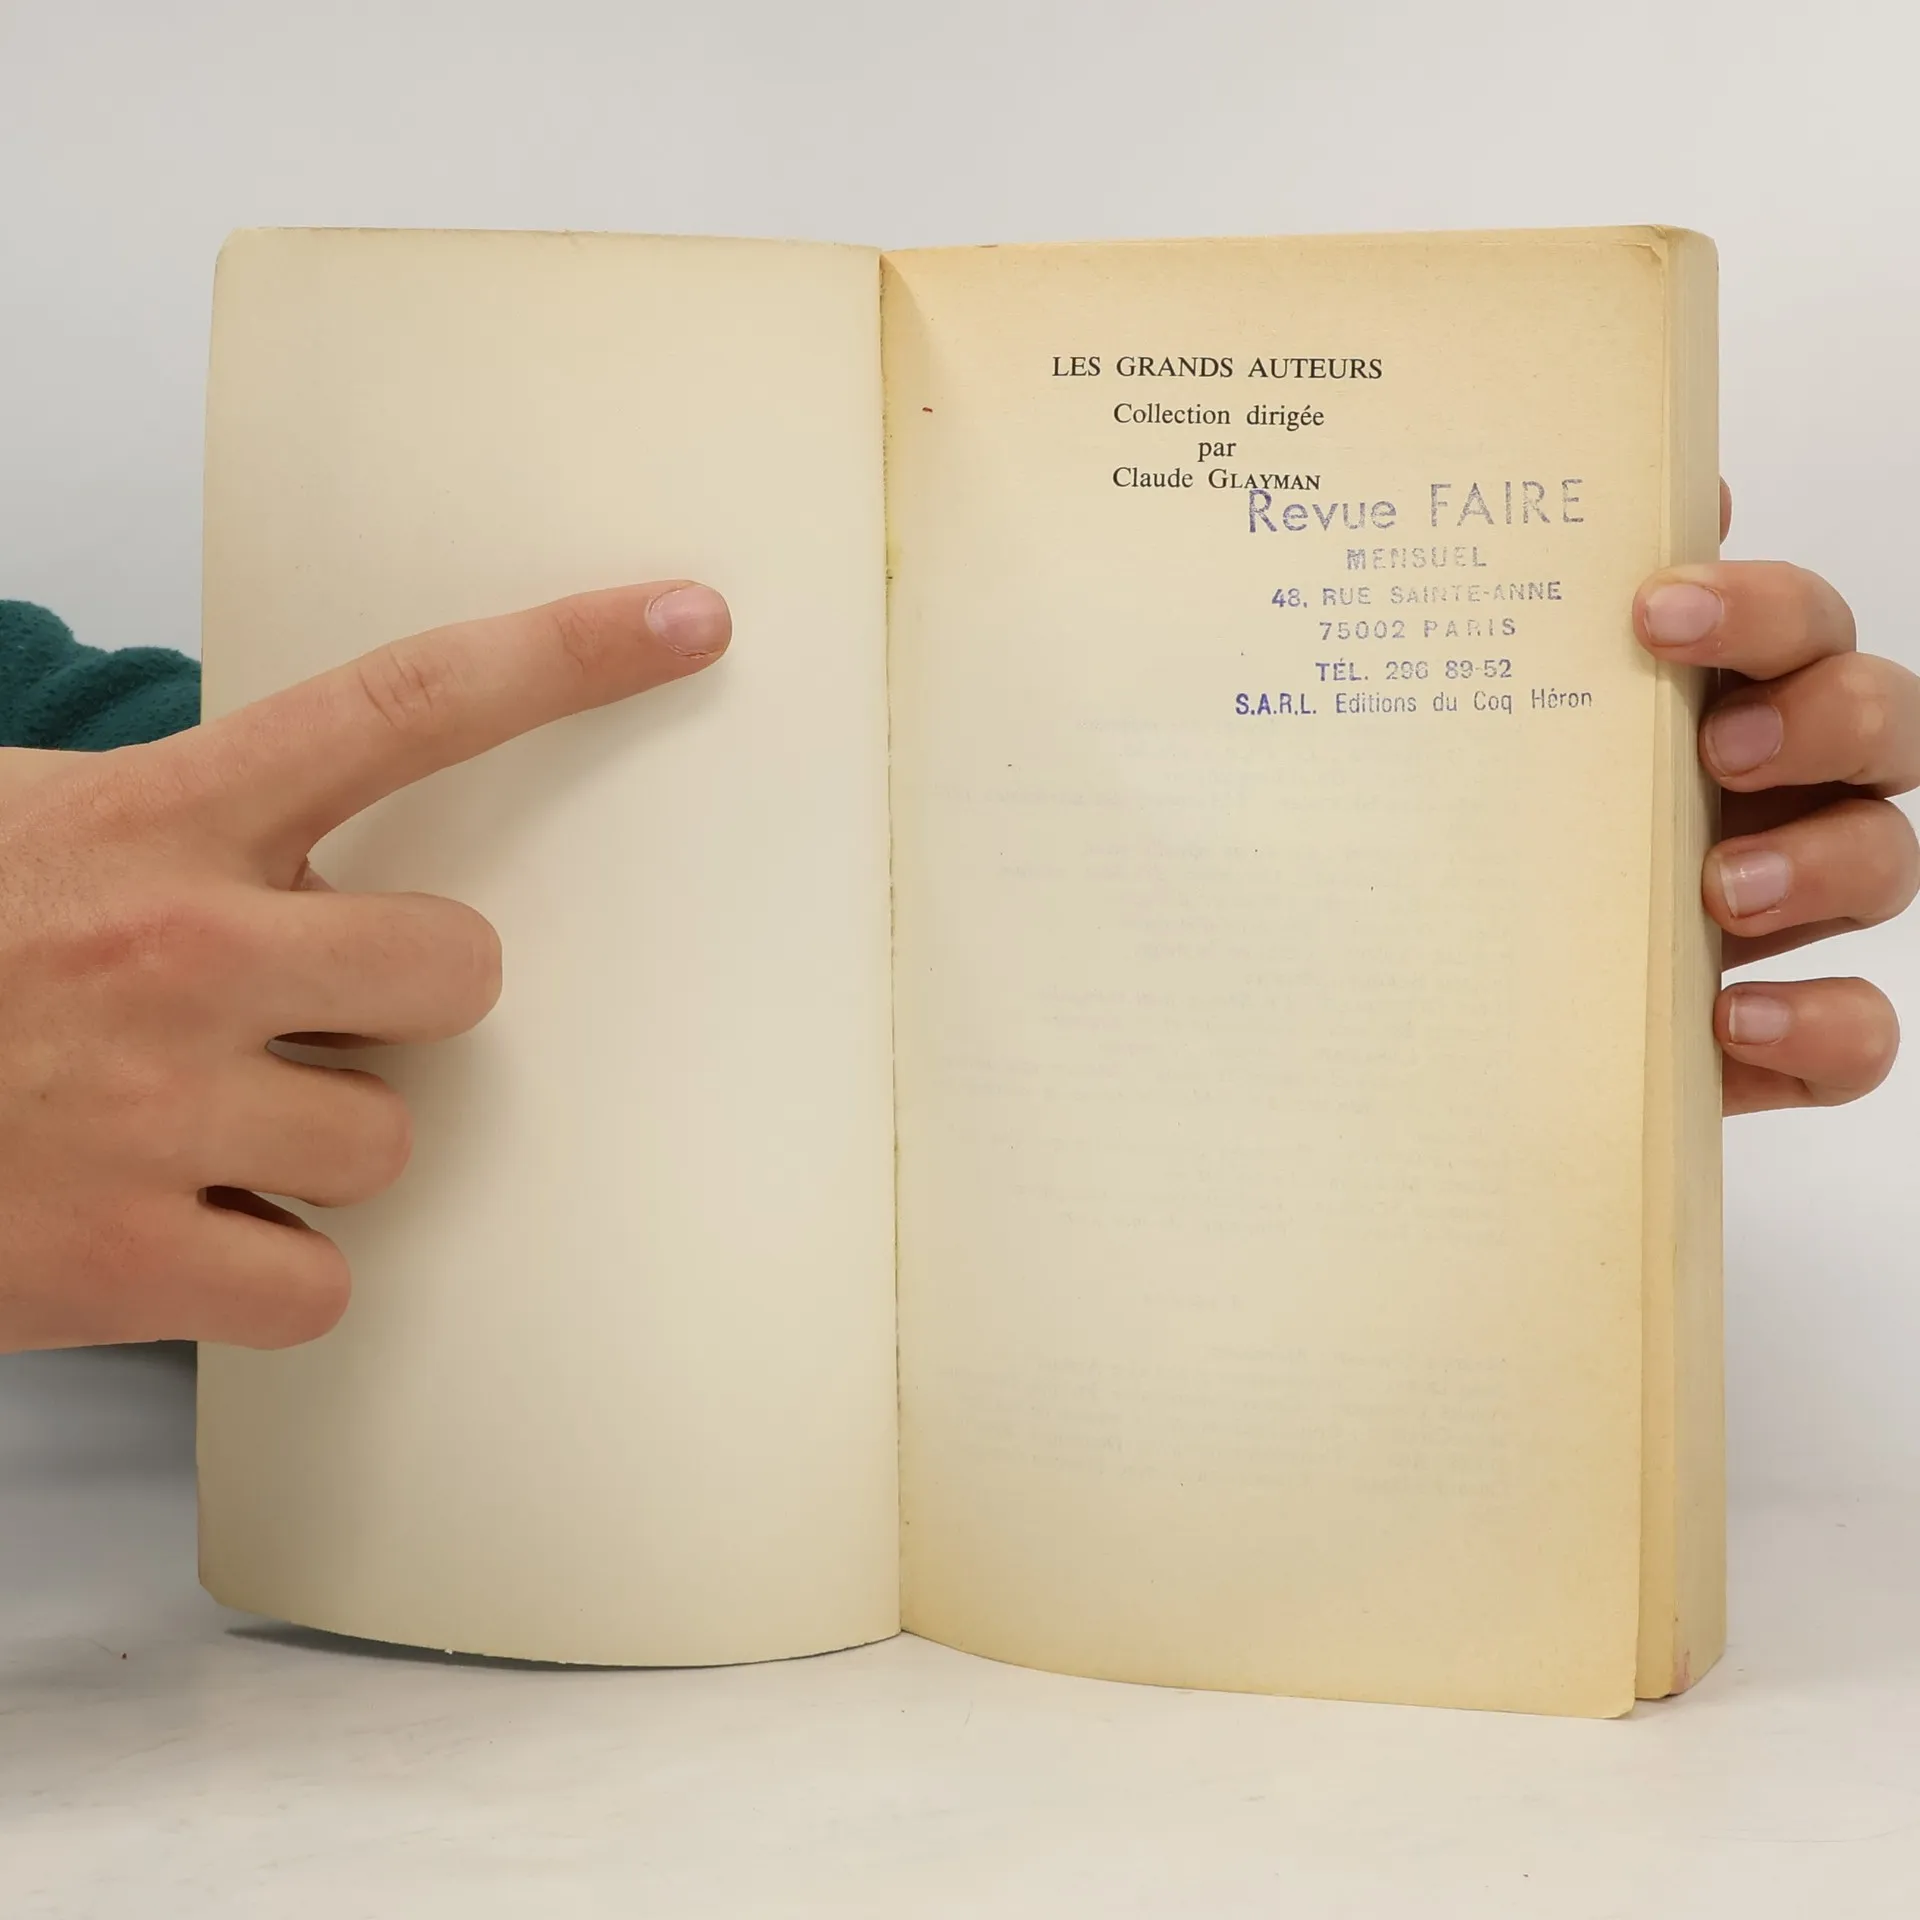 LES GRANDS AUTEURS
Collection dirigée
par
Claude GLAYMAN
Revue FAIRE
MENSUEL
48, RUE SAINTE-ANNE
75002 PARIS
TÉL. 296 89-52
S.A.R.L. Editions du Coq Héron